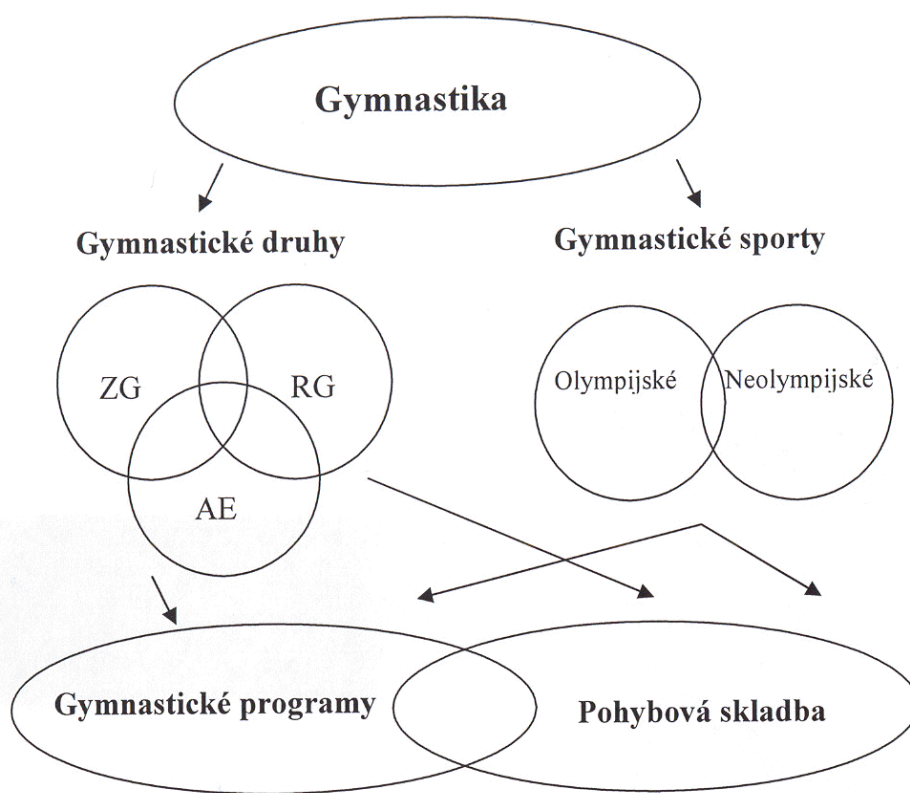 Gymnastika
Gymnastické druhy
Gymnastické sporty
ZG
RG
AE
Olympijské
Neolympijské
Gymnastické programy
Pohybová skladba